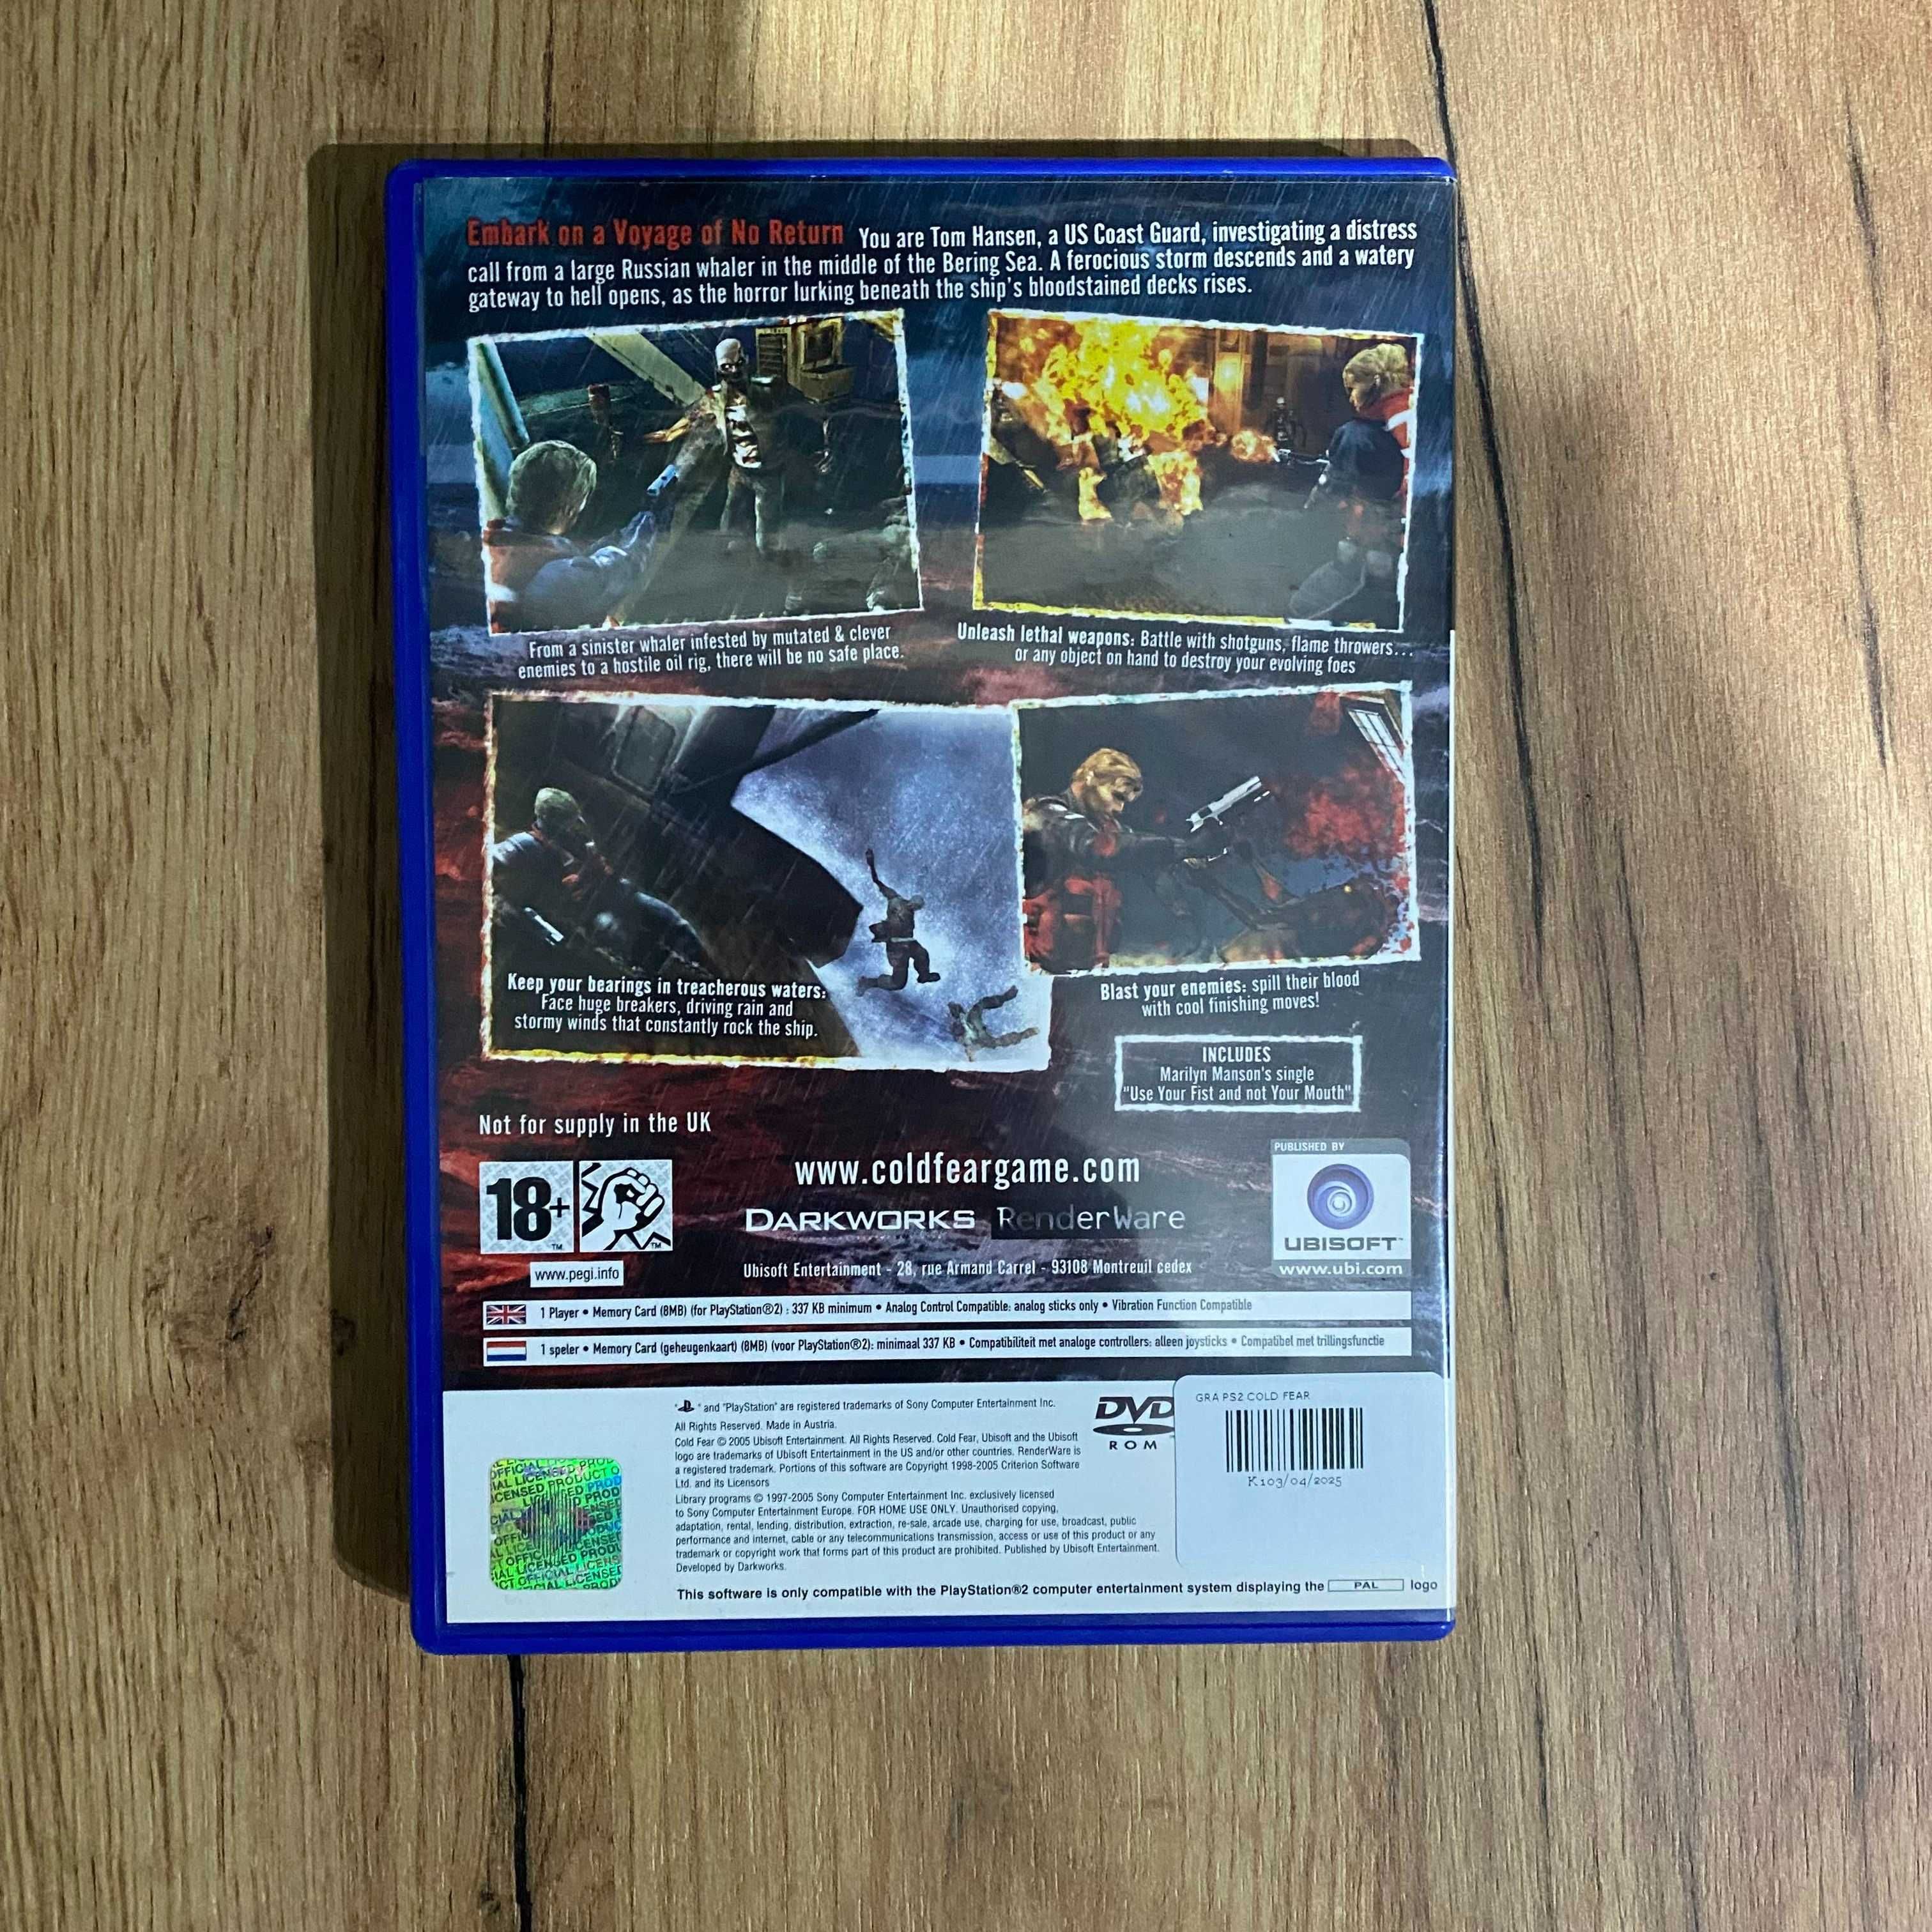 Embark on a Voyage of No Return You are Tom Hansen, a US Coast Guard, investigating a distress
call from a large Russian whaler in the middle of the Bering Sea. A ferocious storm descends and a watery
gateway to hell opens, as the horror lurking beneath the ship's bloodstained decks rises.
From a sinister whaler infested by mutated & clever
enemies to a hostile oil rig, there will be no safe place.
Unleash lethal weapons: Battle with shotguns, flame throwers...
or any object on hand to destroy your evolving foes
Keep your bearings in treacherous waters:
Face huge breakers, driving rain and
stormy winds that constantly rock the ship.
Blast your enemies: spill their blood
with cool finishing moves!
INCLUDES
Marilyn Manson's single
"Use Your Fist and not Your Mouth"
Not for supply in the UK
18+
TM
TM
www.pegi.info
www.coldfeargame.com
DARKWORKS RenderWare
Ubisoft Entertainment - 28, rue Armand Carrel - 93108 Montreuil cedex
PUBLISHED BY
UBISOFT™
www.ubi.com
1 Player • Memory Card (8MB) (for PlayStation®2) : 337 KB minimum • Analog Control Compatible: analog sticks only • Vibration Function Compatible
1 speler • Memory Card (geheugenkaart) (8MB) (voor PlayStation®2): minimaal 337 KB • Compatibiliteit met analoge controllers: alleen joysticks • Compatibel met trillingsfunctie
" " and "PlayStation" are registered trademarks of Sony Computer Entertainment Inc.
All Rights Reserved. Made in Austria.
Cold Fear © 2005 Ubisoft Entertainment. All Rights Reserved. Cold Fear, Ubisoft and the Ubisoft
logo are trademarks of Ubisoft Entertainment in the US and/or other countries. RenderWare is
a registered trademark. Portions of this software are Copyright 1998-2005 Criterion Software
Ltd. and its Licensors
Library programs © 1997-2005 Sony Computer Entertainment Inc. exclusively licensed
to Sony Computer Entertainment Europe. FOR HOME USE ONLY. Unauthorised copying,
adaptation, rental, lending, distribution, extraction, re-sale, arcade use, charging for use, broadcast, public
performance and internet, cable or any telecommunications transmission, access or use of this product or any
trademark or copyright work that forms part of this product are prohibited. Published by Ubisoft Entertainment.
Developed by Darkworks.
This software is only compatible with the PlayStation®2 computer entertainment system displaying the PAL logo
DVD
ROM
GRA PS2 COLD FEAR
K103/04/2025
OFFICIAL LICENSED PRODUCT